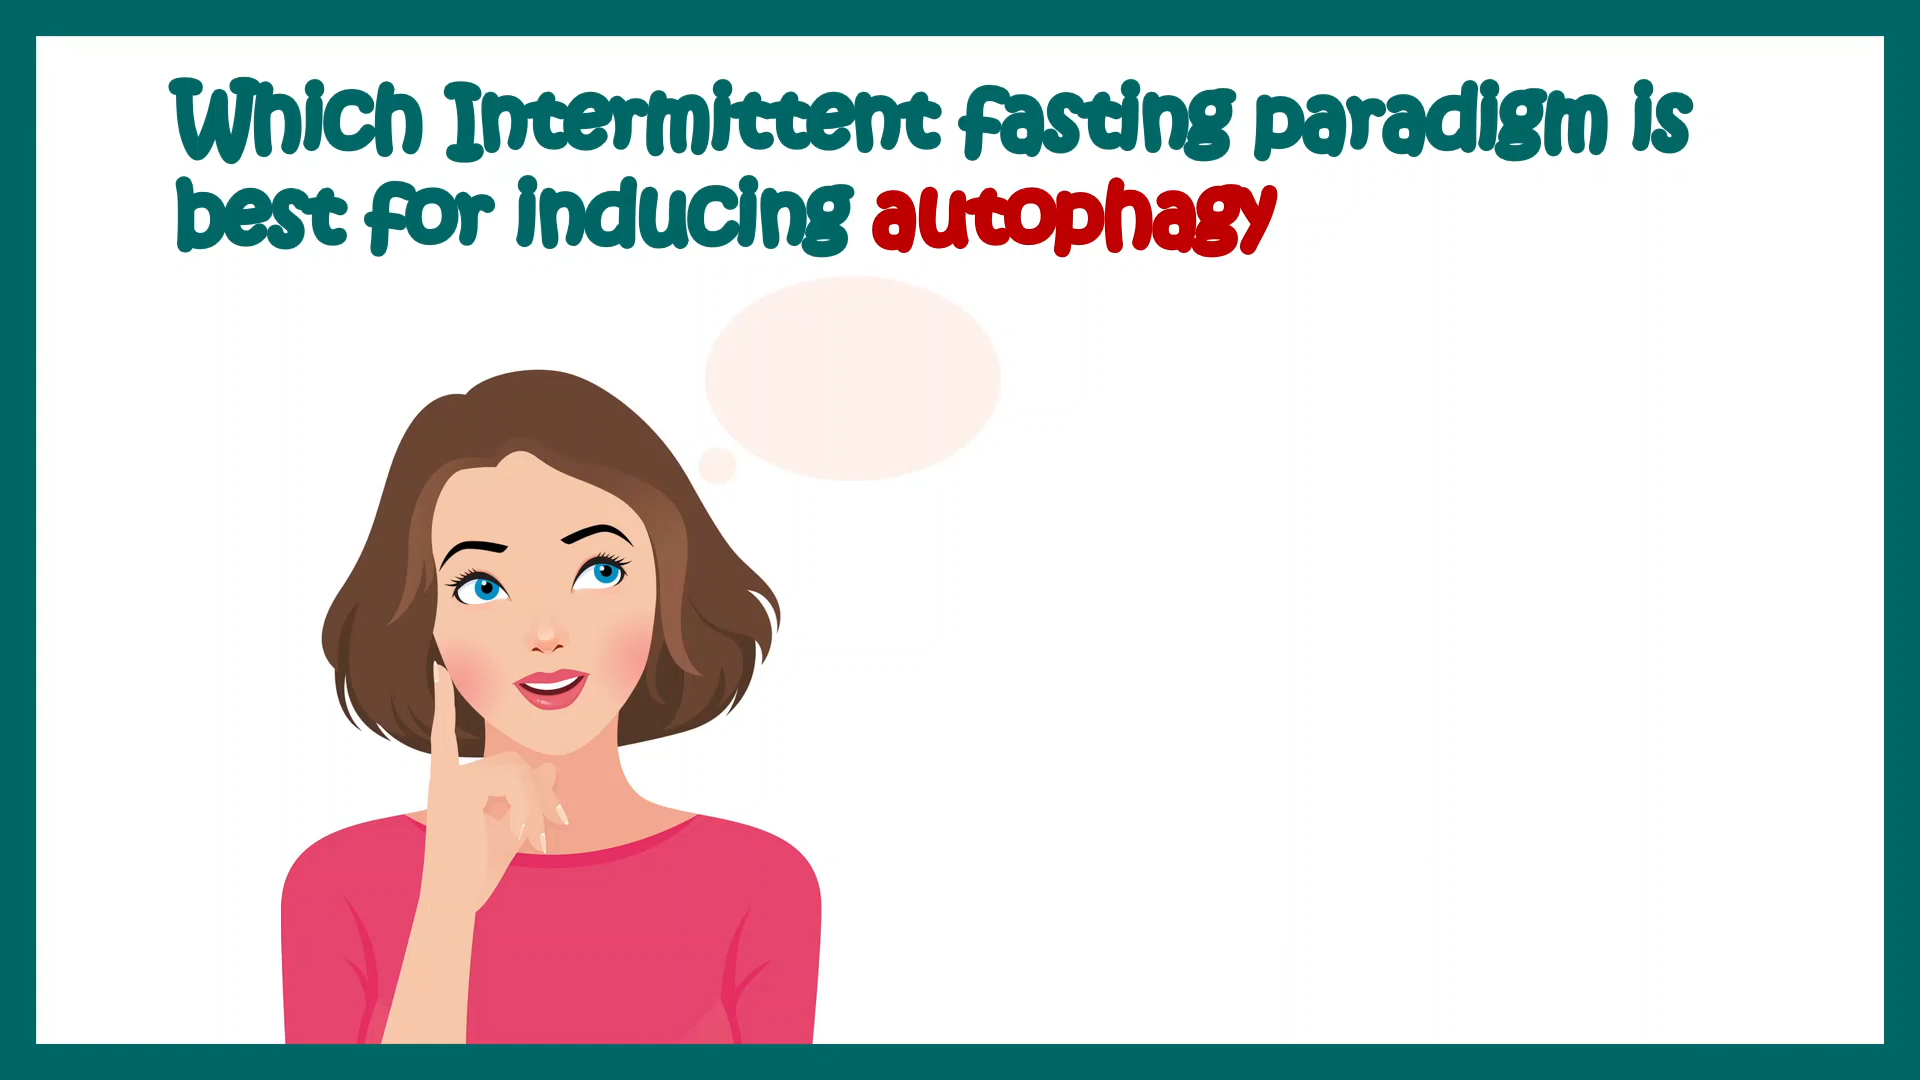 Which Intermittent fasting paradigm is
best for inducing autophagy